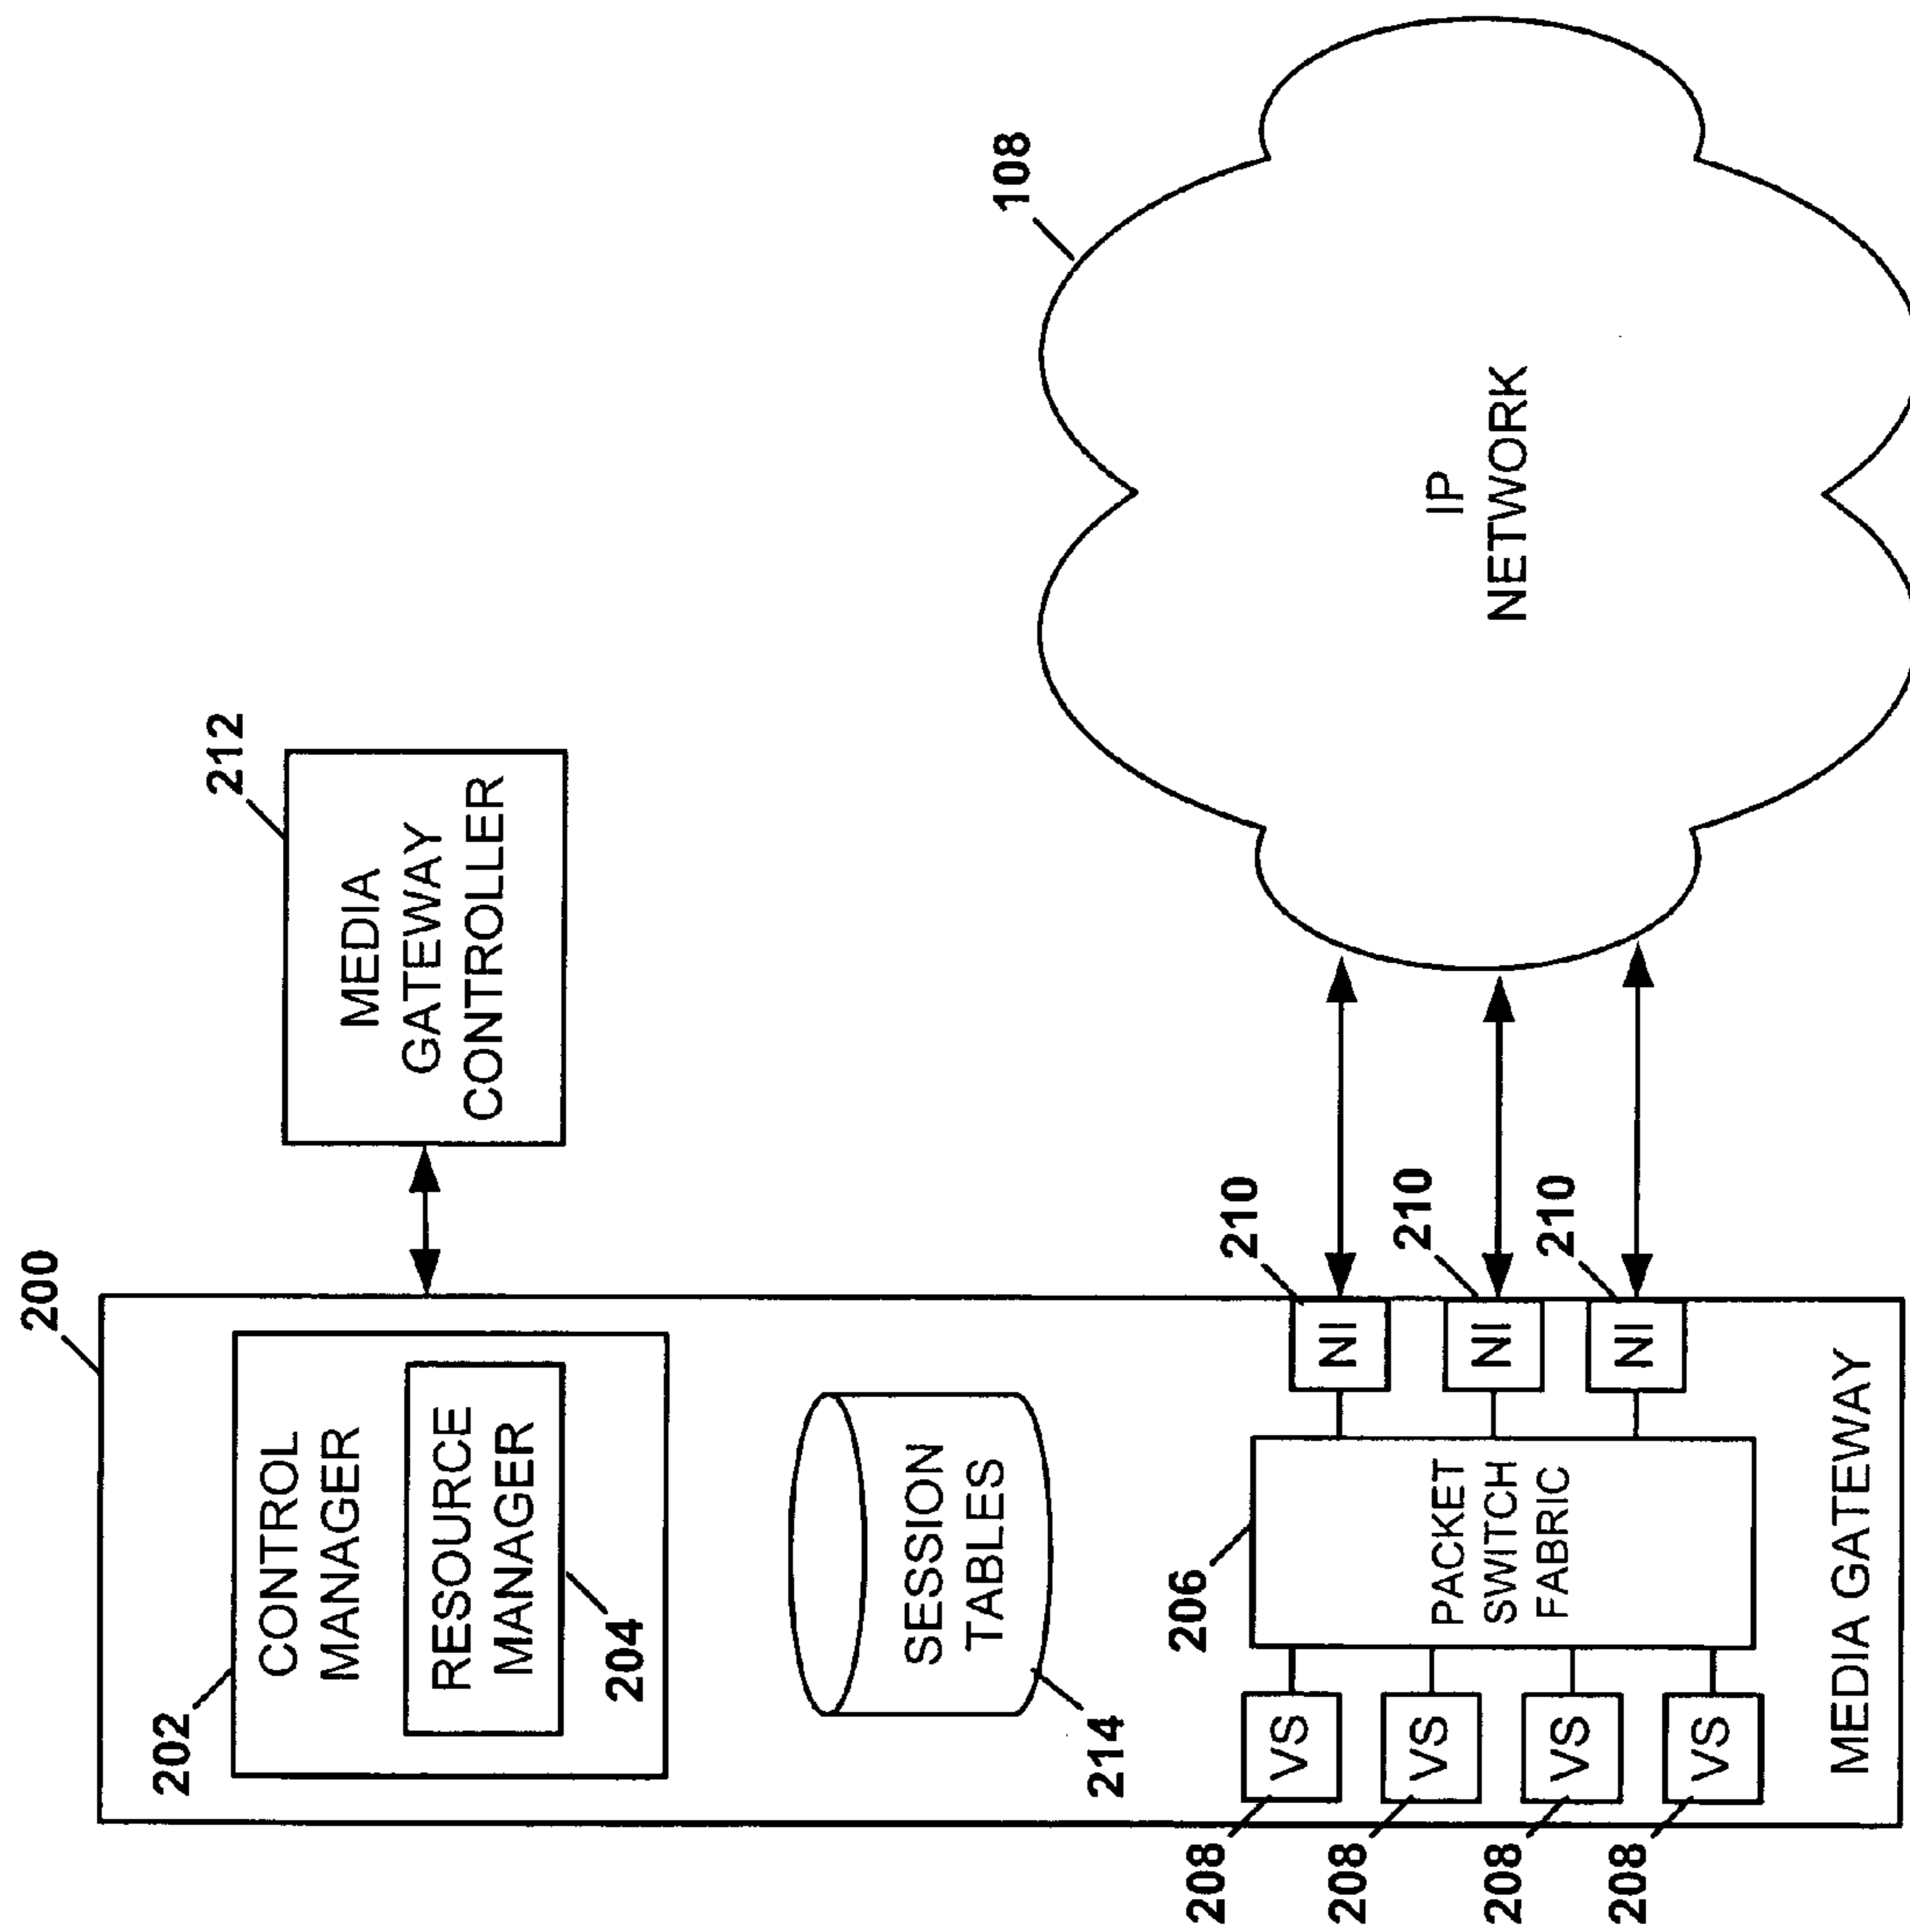 200
202
CONTROL
MANAGER
RESOURCE
MANAGER
204
212
MEDIA
GATEWAY
CONTROLLER
SESSION
TABLES
214
108
IP
NETWORK
206
PACKET
SWITCH
FABRIC
210
NI
210
NI
210
NI
208
VS
208
VS
208
VS
208
VS
MEDIA GATEWAY